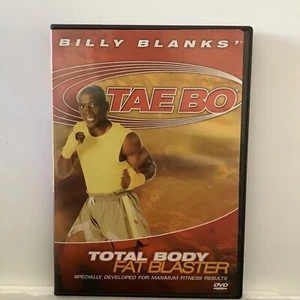 BILLY BLANKS'
TAE BO
TOTAL BODY
FAT BLASTER
SPECIALLY DEVELOPED FOR MAXIMUM FITNESS RESULTS
DVD